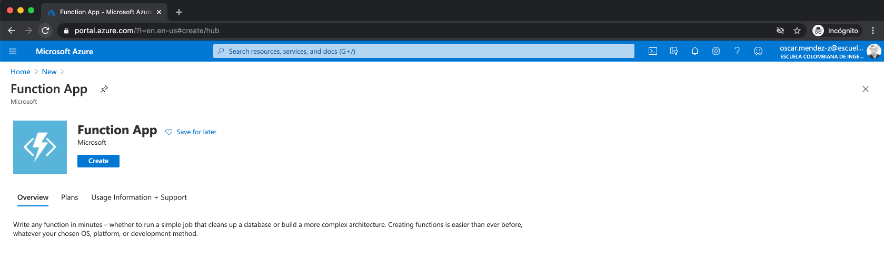 Function App - Microsoft Azure
portal.azure.com/?l=en.en-us#create/hub
Incógnito
Microsoft Azure
Search resources, services, and docs (G+/)
oscar.mendez-z@escuel...
ESCUELA COLOMBIANA DE INGE...
Home > New >
Function App
Microsoft
Function App
Save for later
Microsoft
Create
Overview
Plans
Usage Information + Support
Write any function in minutes – whether to run a simple job that cleans up a database or build a more complex architecture. Creating functions is easier than ever before,
whatever your chosen OS, platform, or development method.